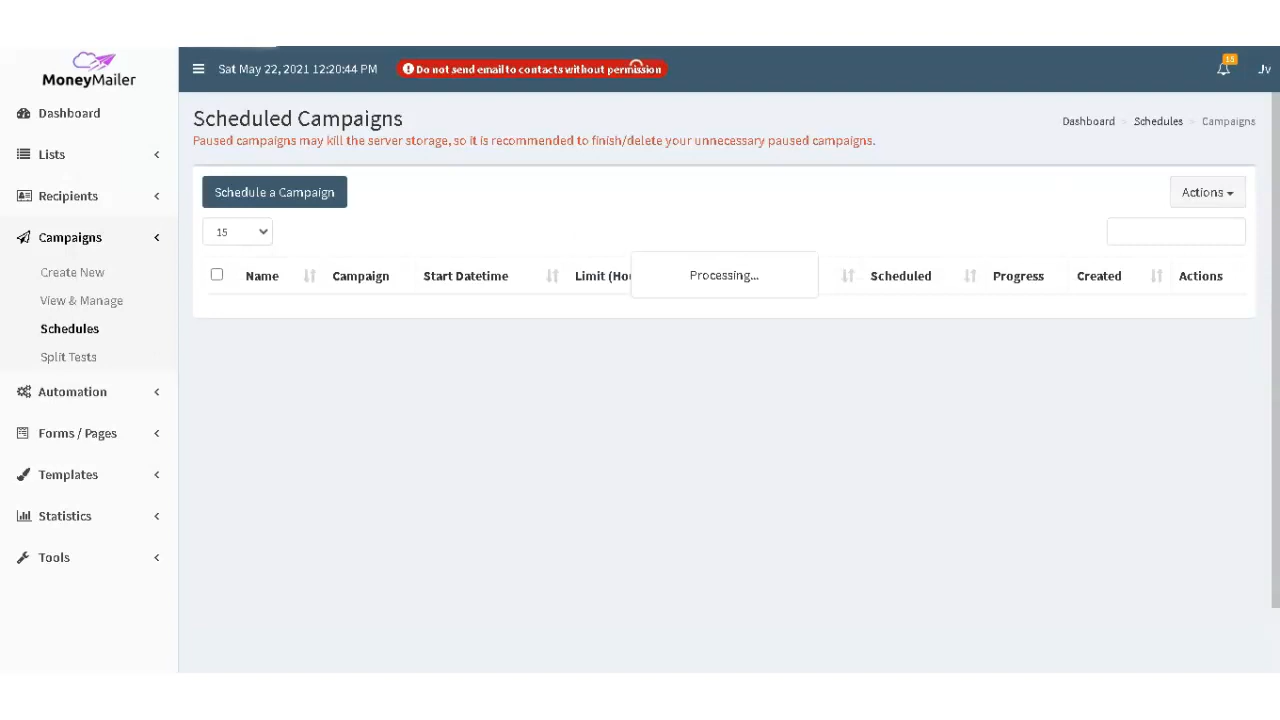 MoneyMailer
Sat May 22, 2021 12:20:44 PM
Do not send email to contacts without permission
15
Jv
Dashboard
Lists
Recipients
Campaigns
Create New
View & Manage
Schedules
Split Tests
Automation
Forms / Pages
Templates
Statistics
Tools
Scheduled Campaigns
Dashboard
Schedules
Campaigns
Paused campaigns may kill the server storage, so it is recommended to finish/delete your unnecessary paused campaigns.
Schedule a Campaign
Actions
15
Name Campaign Start Datetime Limit (Hou Scheduled Progress Created Actions
Processing...